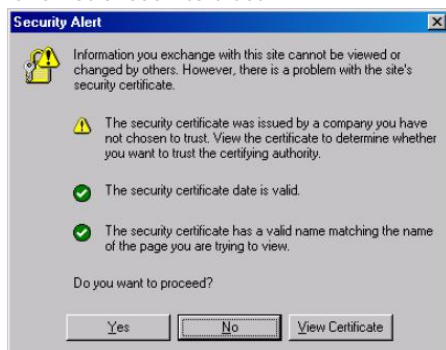 Security Alert
Information you exchange with this site cannot be viewed or
changed by others. However, there is a problem with the site's
security certificate.
The security certificate was issued by a company you have
not chosen to trust. View the certificate to determine whether
you want to trust the certifying authority.
The security certificate date is valid.
The security certificate has a valid name matching the name
of the page you are trying to view.
Do you want to proceed?
Yes
No
View Certificate